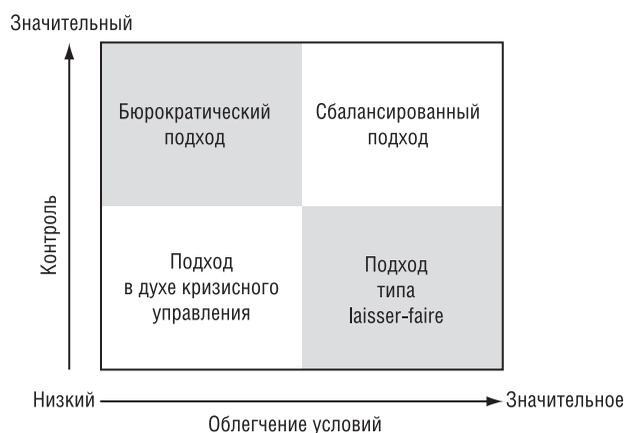 Значительный
Бюрократический
подход
Сбалансированный
подход
Контроль
Подход
в духе кризисного
управления
Подход
типа
laisser-faire
Низкий
Значительное
Облегчение условий